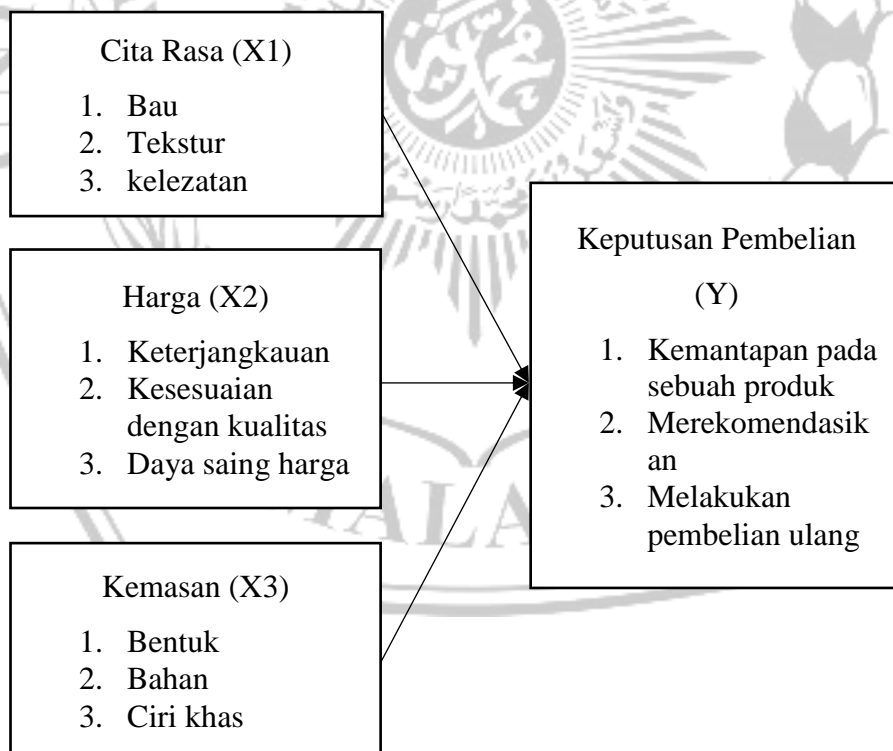 Cita Rasa (X1)
1. Bau
2. Tekstur
3. kelezatan
Harga (X2)
1. Keterjangkauan
2. Kesesuaian
dengan kualitas
3. Daya saing harga
Kemasan (X3)
1. Bentuk
2. Bahan
3. Ciri khas
Keputusan Pembelian
(Y)
1. Kemantapan pada
sebuah produk
2. Merekomendasik
an
3. Melakukan
pembelian ulang
MALA